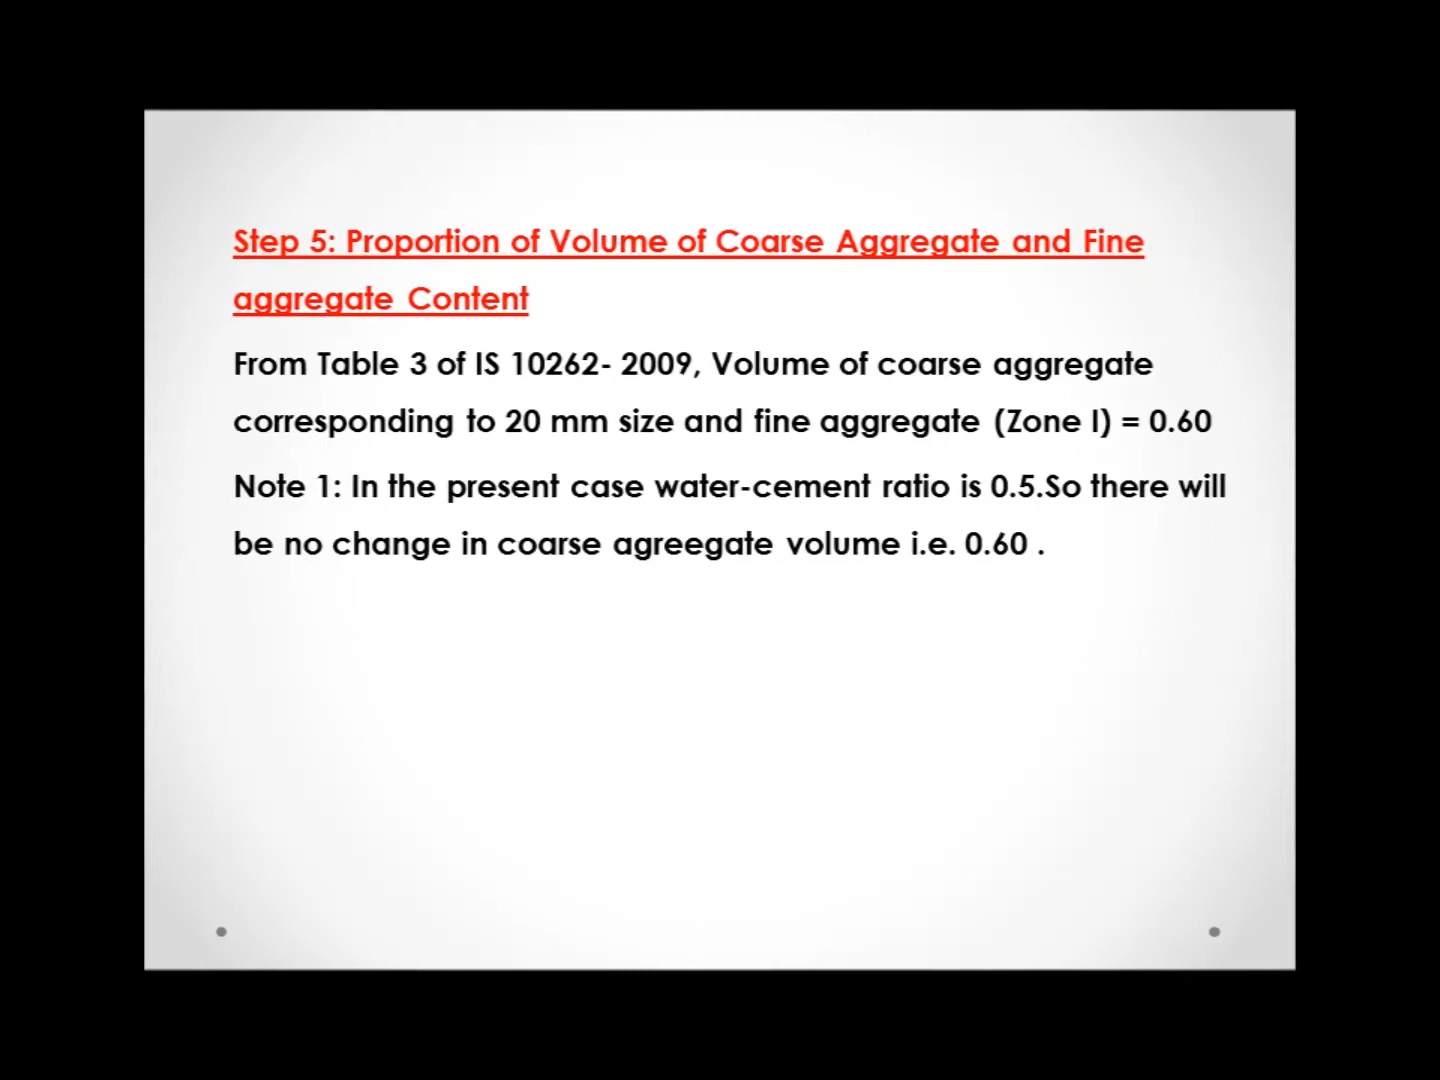 Step 5: Proportion of Volume of Coarse Aggregate and Fine
aggregate Content
From Table 3 of IS 10262- 2009, Volume of coarse aggregate
corresponding to 20 mm size and fine aggregate (Zone I) = 0.60
Note 1: In the present case water-cement ratio is 0.5.So there will
be no change in coarse agreegate volume i.e. 0.60 .